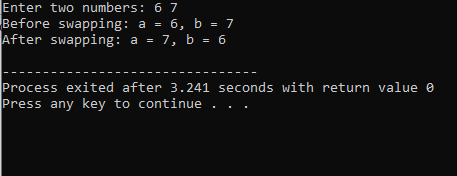 Enter two numbers: 6 7
Before swapping: a = 6, b = 7
After swapping: a = 7, b = 6
--------------------------------
Process exited after 3.241 seconds with return value 0
Press any key to continue . . .